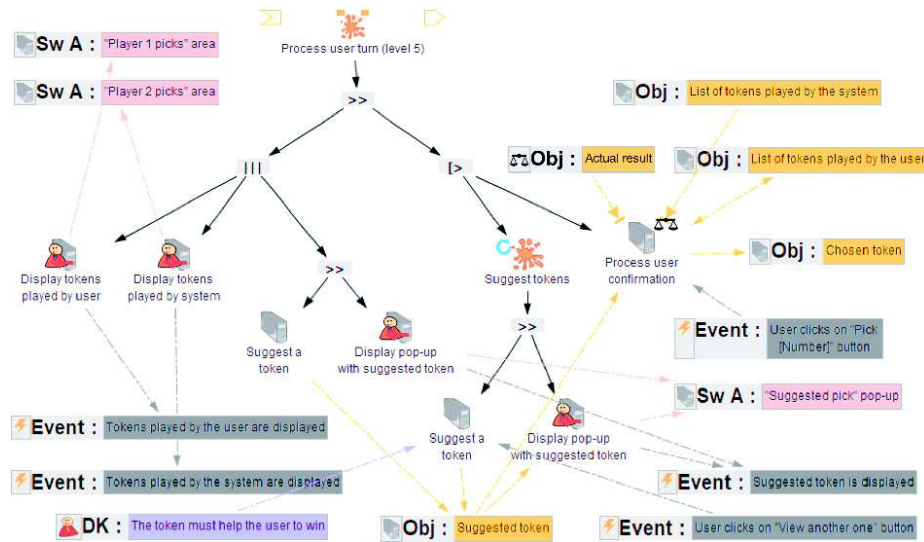 Process user turn (level 5)
Sw A : "Player 1 picks" area
Sw A : "Player 2 picks" area
>>
Obj : List of tokens played by the system
|||
[>
Obj : Actual result
Obj : List of tokens played by the user
Display tokens
played by user
Display tokens
played by system
>>
Suggest tokens
Process user
confirmation
Obj : Chosen token
>>
Event : User clicks on "Pick
[Number]" button
Suggest a
token
Display pop-up
with suggested token
Sw A : "Suggested pick" pop-up
Suggest a
token
Display pop-up
with suggested token
Event : Tokens played by the user are displayed
Event : Tokens played by the system are displayed
Event : Suggested token is displayed
DK : The token must help the user to win
Obj : Suggested token
Event : User clicks on "View another one" button